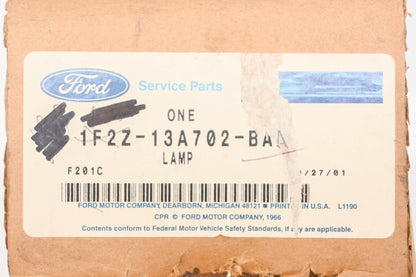 Ford Service Parts
ONE
1F2Z-13A702-BAA
LAMP
F201C /27/01
FORD MOTOR COMPANY, DEARBORN, MICHIGAN 48121 ■ PRINTED IN U.S.A. L1190
CPR © FORD MOTOR COMPANY, 1966
Contents conform to Federal Motor Vehicle Safety Standards, if any are applicable.